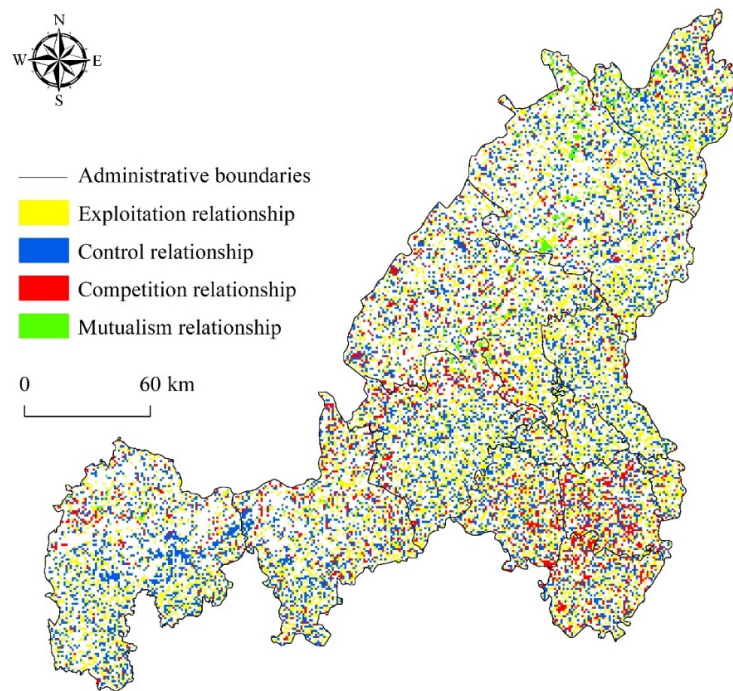 N
W E
S
Administrative boundaries
Exploitation relationship
Control relationship
Competition relationship
Mutualism relationship
0 60 km